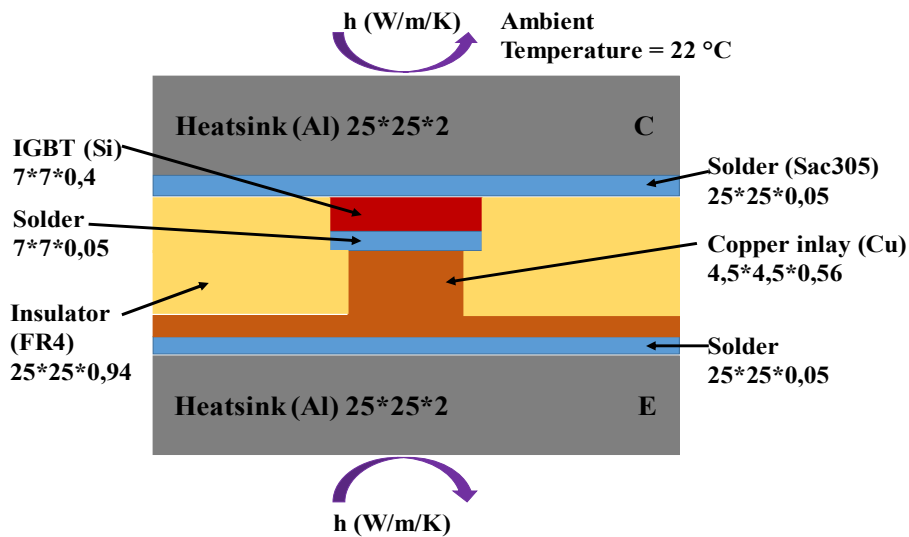 h (W/m/K)
Ambient
Temperature = 22 °C
Heatsink (Al) 25*25*2
C
IGBT (Si)
7*7*0,4
Solder (Sac305)
25*25*0,05
Solder
7*7*0,05
Copper inlay (Cu)
4,5*4,5*0,56
Insulator
(FR4)
25*25*0,94
Solder
25*25*0,05
Heatsink (Al) 25*25*2
E
h (W/m/K)